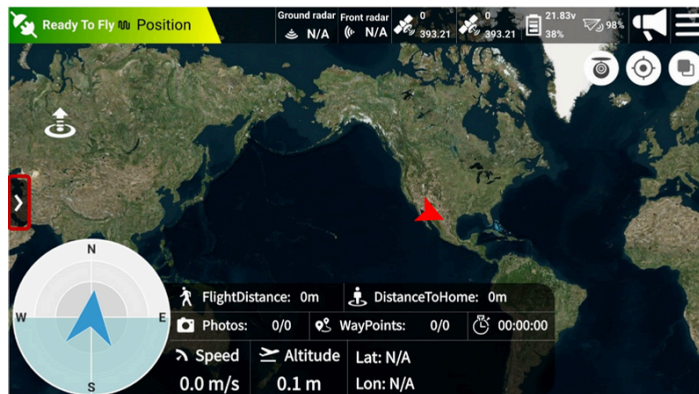 Ready To Fly Position
Ground radar
N/A
Front radar
N/A
0
393.21
0
393.21
21.83v
38%
98%
N
W
E
S
FlightDistance: 0m
DistanceToHome: 0m
Photos: 0/0
WayPoints: 0/0
00:00:00
Speed
0.0 m/s
Altitude
0.1 m
Lat: N/A
Lon: N/A